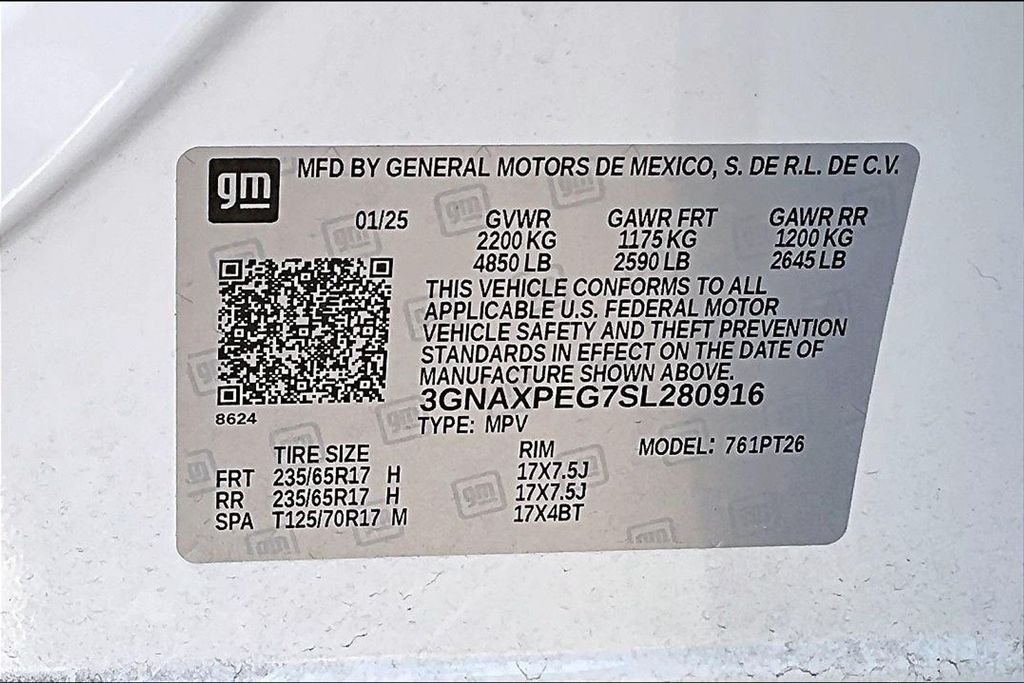 gm
MFD BY GENERAL MOTORS DE MEXICO, S. DE R.L. DE C.V.
01/25 GVWR GAWR FRT GAWR RR
2200 KG 1175 KG 1200 KG
4850 LB 2590 LB 2645 LB
THIS VEHICLE CONFORMS TO ALL
APPLICABLE U.S. FEDERAL MOTOR
VEHICLE SAFETY AND THEFT PREVENTION
STANDARDS IN EFFECT ON THE DATE OF
MANUFACTURE SHOWN ABOVE.
3GNAXPEG7SL280916
8624
TYPE: MPV
TIRE SIZE RIM MODEL: 761PT26
FRT 235/65R17 H 17X7.5J
RR 235/65R17 H 17X7.5J
SPA T125/70R17 M 17X4BT